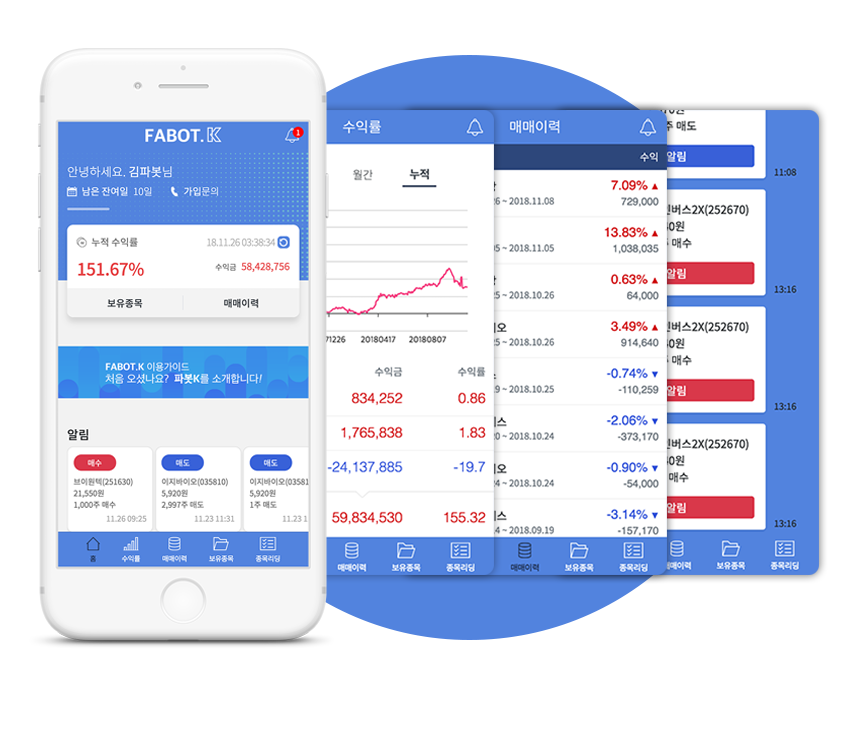 FABOT.K
1
안녕하세요. 김파봇님
남은 잔여일 10일
가입문의
누적 수익률
18.11.26 03:38:34
151.67%
수익금 58,428,756
보유종목
매매이력
FABOT.K 이용가이드
처음 오셨나요? 파봇K를 소개합니다!
알림
매수
브이원텍(251630)
21,550원
1,000주 매수
11.26 09:25
매도
이지바이오(035810)
5,920원
2,997주 매도
11.23 11:31
매도
이지바이오(03581
5,920원
1주 매도
11.23 1
홈
수익률
매매이력
보유종목
종목리딩
수익률
월간
누적
71226 20180417 20180807
수익금 수익률
834,252 0.86
1,765,838 1.83
-24,137,885 -19.7
59,834,530 155.32
매매이력
보유종목
종목리딩
매매이력
수익
7.09% ▲
~ 2018.11.08
729,000
13.83% ▲
05 ~ 2018.11.05
1,038,035
0.63% ▲
25 ~ 2018.10.26
64,000
이오
3.49% ▲
~ 2018.10.26
914,640
-0.74% ▼
19 ~ 2018.10.25
-110,259
스
-2.06% ▼
20 ~ 2018.10.24
-373,170
이오
-0.90% ▼
24 ~ 2018.10.24
-54,000
스
-3.14% ▼
~ 2018.09.19
-157,170
매매이력
보유종목
종목리딩
주 매도
알림
11:08
인버스2X(252670)
0원
매수
알림
13:16
인버스2X(252670)
0원
매수
알림
13:16
인버스2X(252670)
0원
매수
알림
13:16
매매이력
보유종목
종목리딩